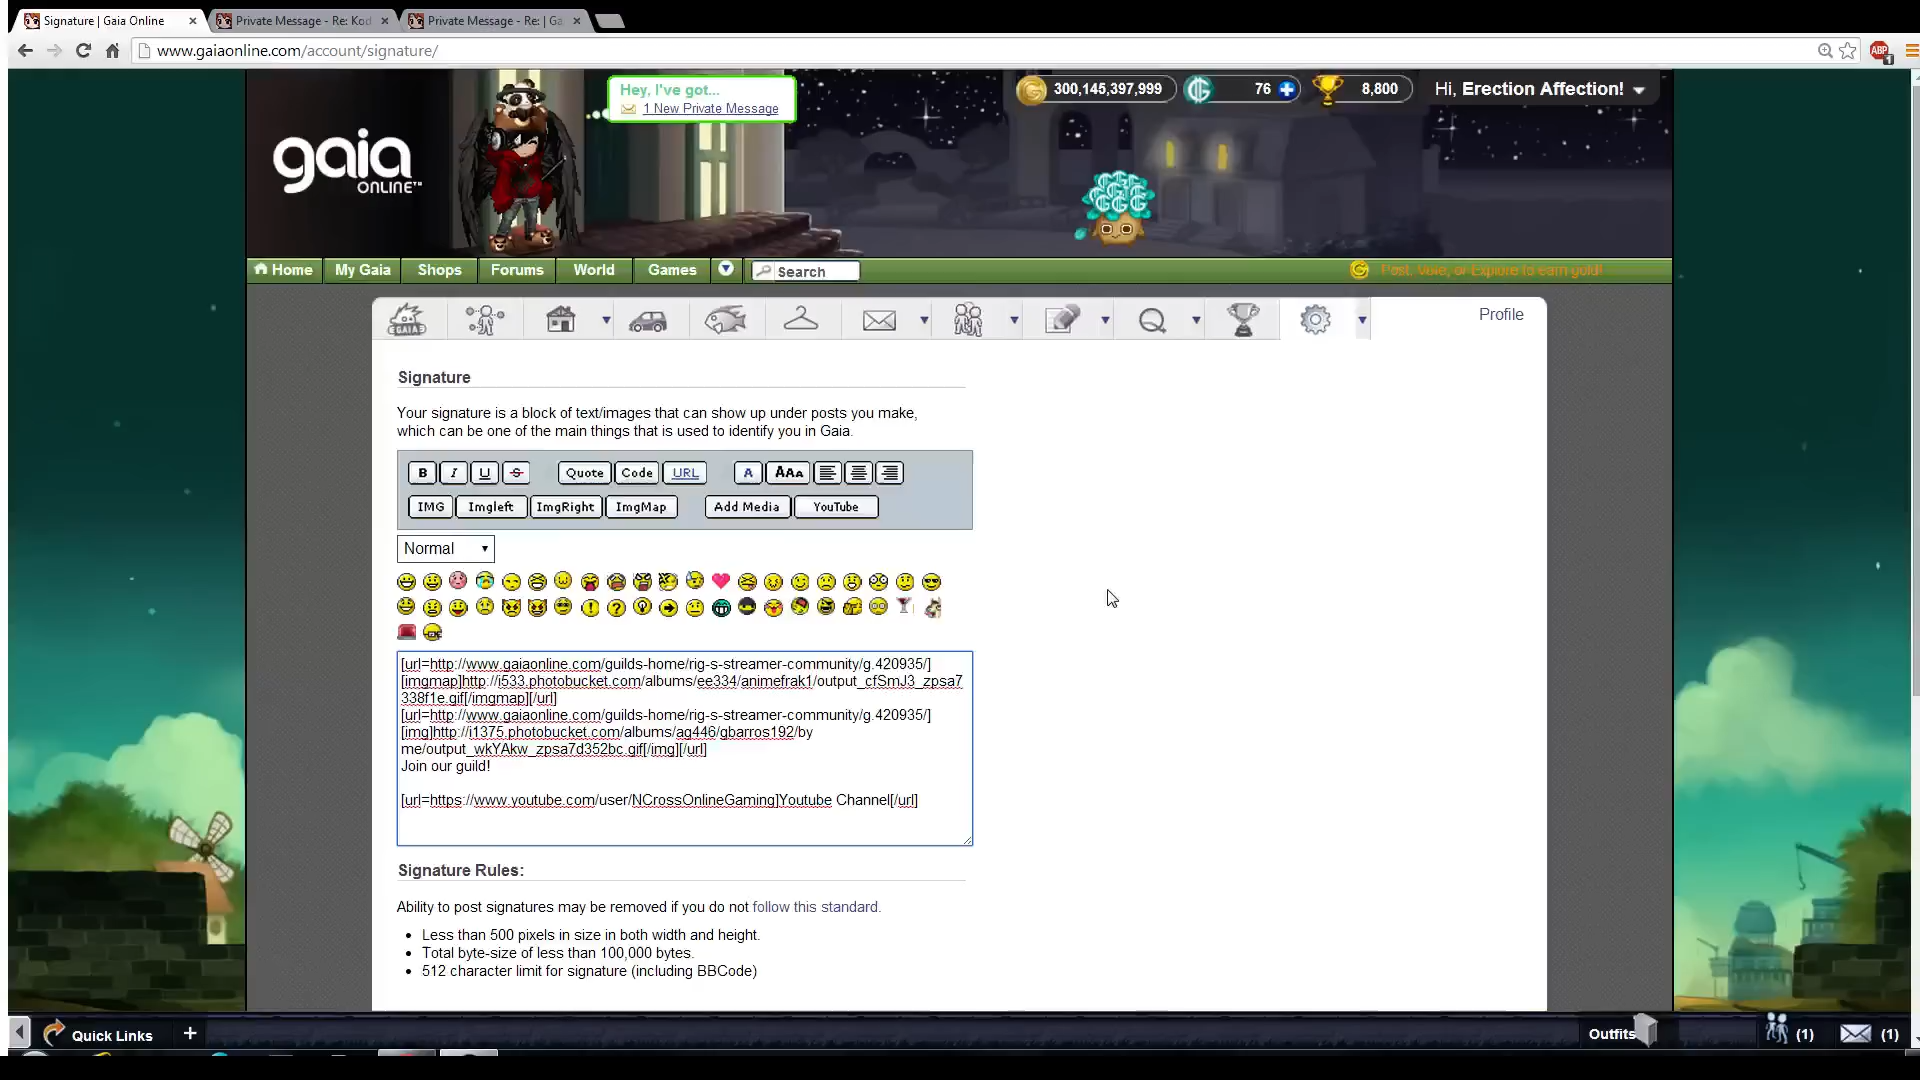 Signature | Gaia Online
Private Message - Re: Kod
Private Message - Re: | Ga
www.gaiaonline.com/account/signature/
ABP
1
Hey, I've got...
1 New Private Message
300,145,397,999
76
8,800
Hi, Erection Affection!
gaia
ONLINE™
Home
My Gaia
Shops
Forums
World
Games
Search
Post, Vote, or Explore to earn gold!
GAIA
Profile
Signature
Your signature is a block of text/images that can show up under posts you make,
which can be one of the main things that is used to identify you in Gaia.
B I U S Quote Code URL A AAA
IMG Imgleft ImgRight ImgMap Add Media YouTube
Normal
[url=http://www.gaiaonline.com/guilds-home/rig-s-streamer-community/g.420935/]
[imgmap]http://i533.photobucket.com/albums/ee334/animefrak1/output_cfSmJ3_zpsa7
338f1e.gif[/imgmap][/url]
[url=http://www.gaiaonline.com/guilds-home/rig-s-streamer-community/g.420935/]
[img]http://i1375.photobucket.com/albums/ag446/gbarros192/by
me/output_wkYAkw_zpsa7d352bc.gif[/img][/url]
Join our guild!
[url=https://www.youtube.com/user/NCrossOnlineGaming]Youtube Channel[/url]
Signature Rules:
Ability to post signatures may be removed if you do not follow this standard.
Less than 500 pixels in size in both width and height.
Total byte-size of less than 100,000 bytes.
512 character limit for signature (including BBCode)
Quick Links
Outfits
(1)
(1)